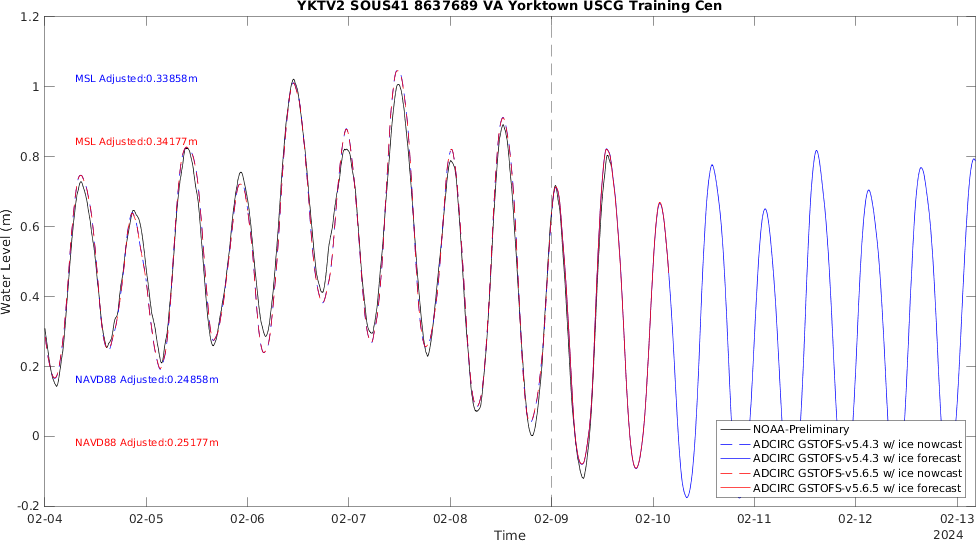 YKTV2 SOUS41 8637689 VA Yorktown USCG Training Cen
1.2
1
0.8
0.6
0.4
0.2
0
-0.2
Water Level (m)
MSL Adjusted:0.33858m
MSL Adjusted:0.34177m
NAVD88 Adjusted:0.24858m
NAVD88 Adjusted:0.25177m
NOAA-Preliminary
ADCIRC GSTOFS-v5.4.3 w/ ice nowcast
ADCIRC GSTOFS-v5.4.3 w/ ice forecast
ADCIRC GSTOFS-v5.6.5 w/ ice nowcast
ADCIRC GSTOFS-v5.6.5 w/ ice forecast
02-04 02-05 02-06 02-07 02-08 02-09 02-10 02-11 02-12 02-13
Time
2024